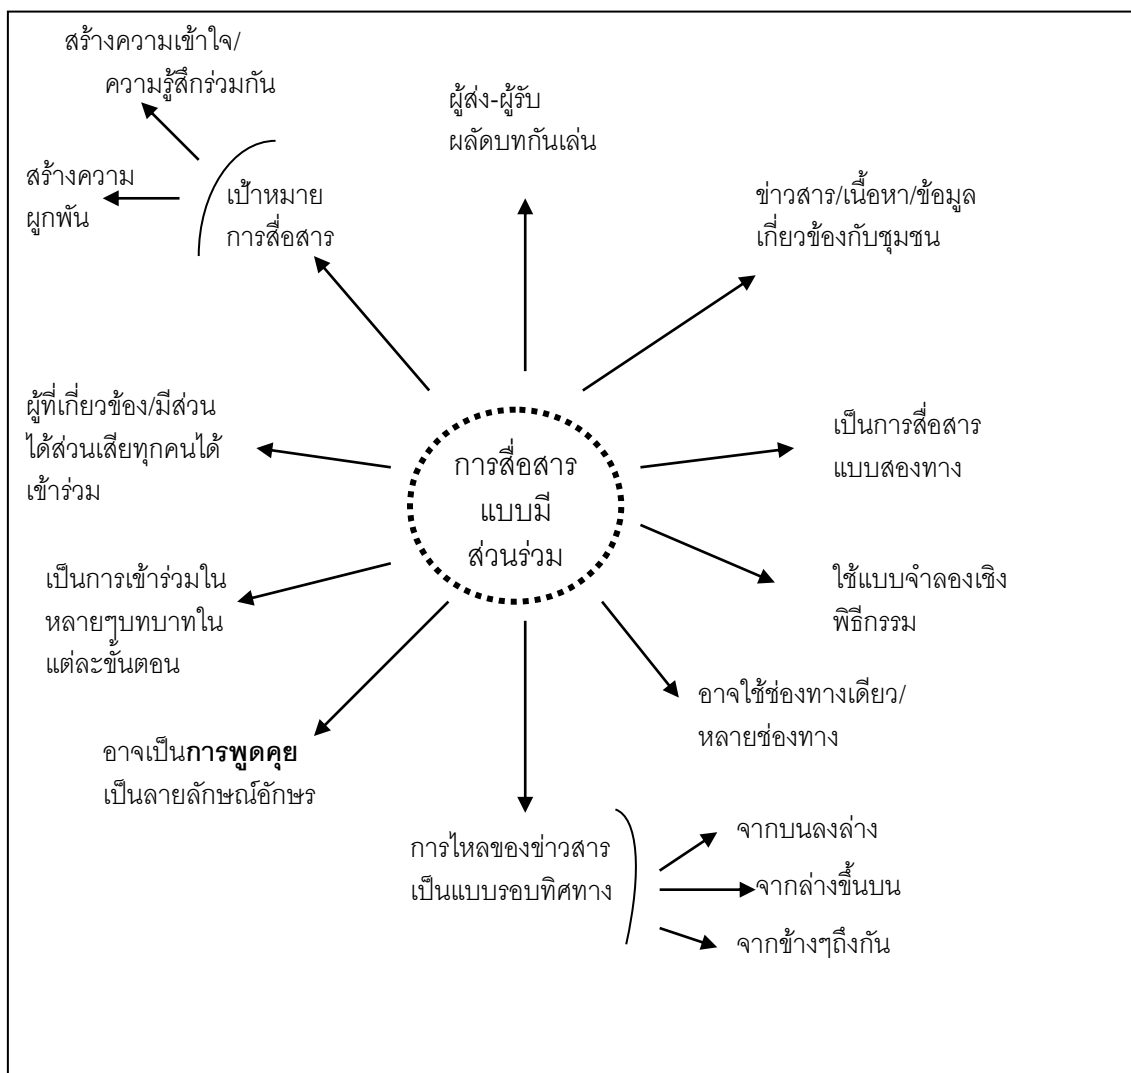 สร้างความเข้าใจ/
ความรู้สึกร่วมกัน
ผู้ส่ง-ผู้รับ
ผลัดบทกันเล่น
สร้างความ
ผูกพัน
เป้าหมาย
การสื่อสาร
ข่าวสาร/เนื้อหา/ข้อมูล
เกี่ยวข้องกับชุมชน
ผู้ที่เกี่ยวข้อง/มีส่วน
ได้ส่วนเสียทุกคนได้
เข้าร่วม
การสื่อสาร
แบบมี
ส่วนร่วม
เป็นการสื่อสาร
แบบสองทาง
เป็นการเข้าร่วมใน
หลายๆบทบาทใน
แต่ละขั้นตอน
ใช้แบบจำลองเชิง
พิธีกรรม
อาจใช้ช่องทางเดียว/
หลายช่องทาง
อาจเป็นการพูดคุย
เป็นลายลักษณ์อักษร
การไหลของข่าวสาร
เป็นแบบรอบทิศทาง
จากบนลงล่าง
จากล่างขึ้นบน
จากข้างๆถึงกัน